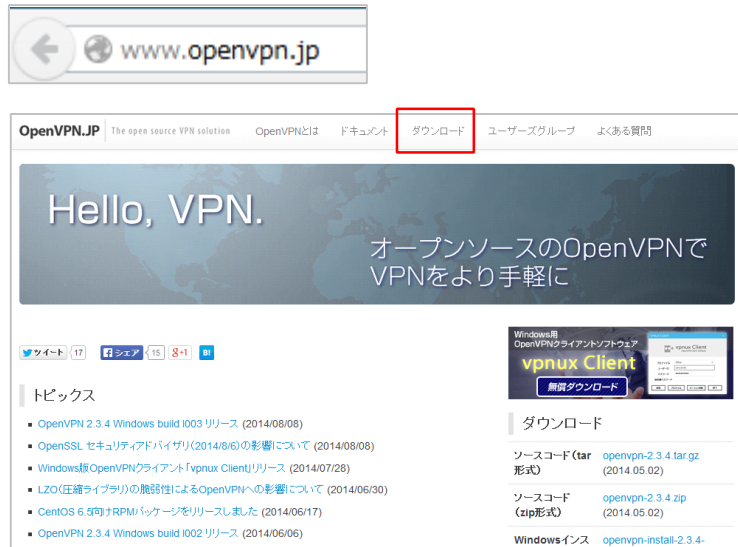 www.openvpn.jp
OpenVPN.JP The open source VPN solution OpenVPNとは ドキュメント ダウンロード ユーザーズグループ よくある質問
Hello, VPN.
オープンソースのOpenVPNで
VPNをより手軽に
ツイート 17 シェア 15 g+1 B!
Windows用
OpenVPNクライアントソフトウェア
vpnux Client
無償ダウンロード
vpnux Client
トピックス
OpenVPN 2.3.4 Windows build I003 リリース (2014/08/08)
OpenSSL セキュリティアドバイザリ(2014/8/6)の影響について (2014/08/08)
Windows版OpenVPNクライアント「vpnux Client」リリース (2014/07/28)
LZO(圧縮ライブラリ)の脆弱性によるOpenVPNへの影響について (2014/06/30)
CentOS 6.5向けRPMパッケージをリリースしました (2014/06/17)
OpenVPN 2.3.4 Windows build I002 リリース (2014/06/06)
ダウンロード
ソースコード(tar openvpn-2.3.4.tar.gz
形式) (2014.05.02)
ソースコード openvpn-2.3.4.zip
(zip形式) (2014.05.02)
Windowsインス openvpn-install-2.3.4-